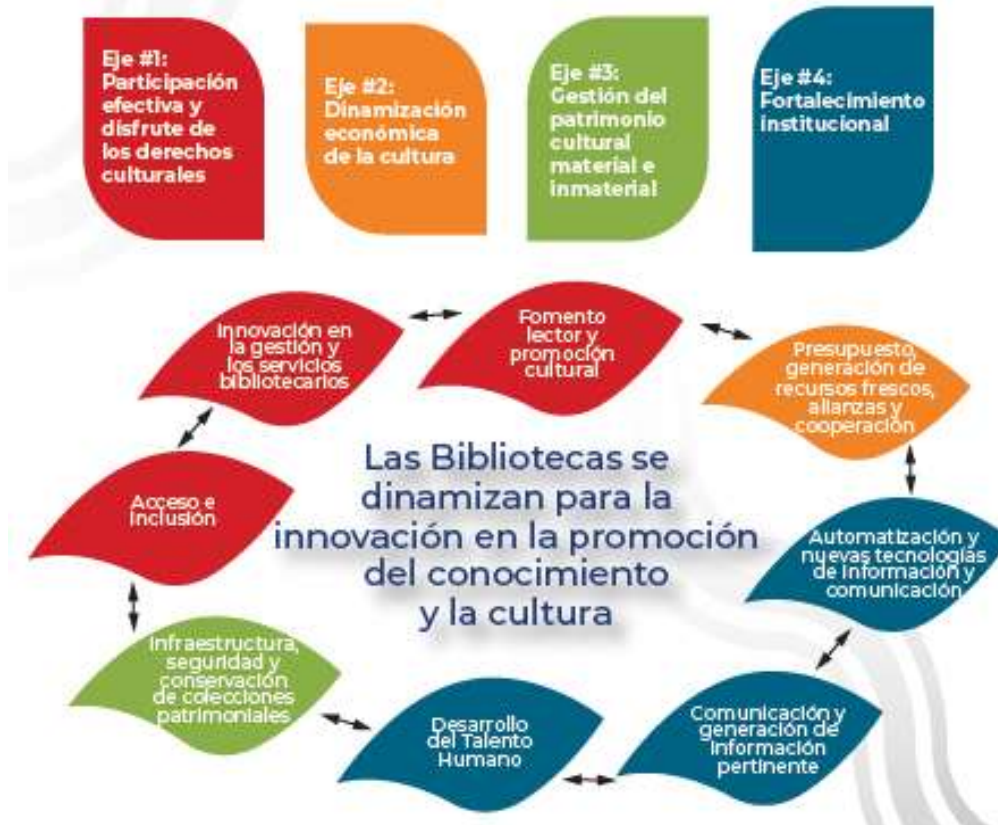 Eje #1:
Participación
efectiva y
disfrute de
los derechos
culturales
Eje #2:
Dinamización
económica
de la cultura
Eje #3:
Gestión del
patrimonio
cultural
material e
inmaterial
Eje #4:
Fortalecimiento
institucional
Innovación en
la gestión y
los servicios
bibliotecarios
Fomento
lector y
promoción
cultural
Presupuesto,
generación de
recursos frescos,
alianzas y
cooperación
Acceso e
Inclusión
Las Bibliotecas se
dinamizan para la
innovación en la promoción
del conocimiento
y la cultura
Automatización y
nuevas tecnologías
de información y
comunicación
Infraestructura,
seguridad y
conservación
de colecciones
patrimoniales
Desarrollo
del Talento
Humano
Comunicación y
generación de
información
pertinente